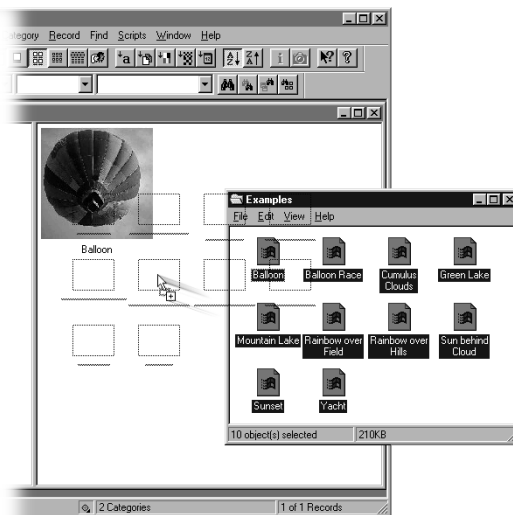 tegory Record Find Scripts Window Help
Balloon
Examples
File Edit View Help
Balloon Balloon Race Cumulus Clouds Green Lake
Mountain Lake Rainbow over Field Rainbow over Hills Sun behind Cloud
Sunset Yacht
10 object(s) selected 210KB
2 Categories 1 of 1 Records